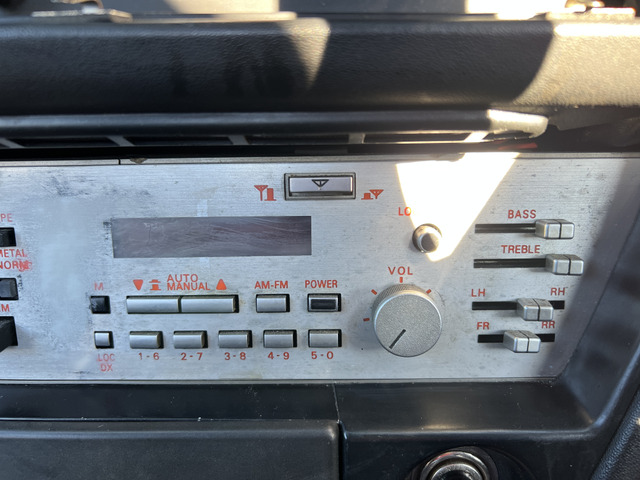 PE
METAL
NORM
M
M
LOC
DX
AUTO
MANUAL
AM-FM
POWER
1-6
2-7
3-8
4-9
5-0
LO
VOL
BASS
TREBLE
LH
RH
FR
RR